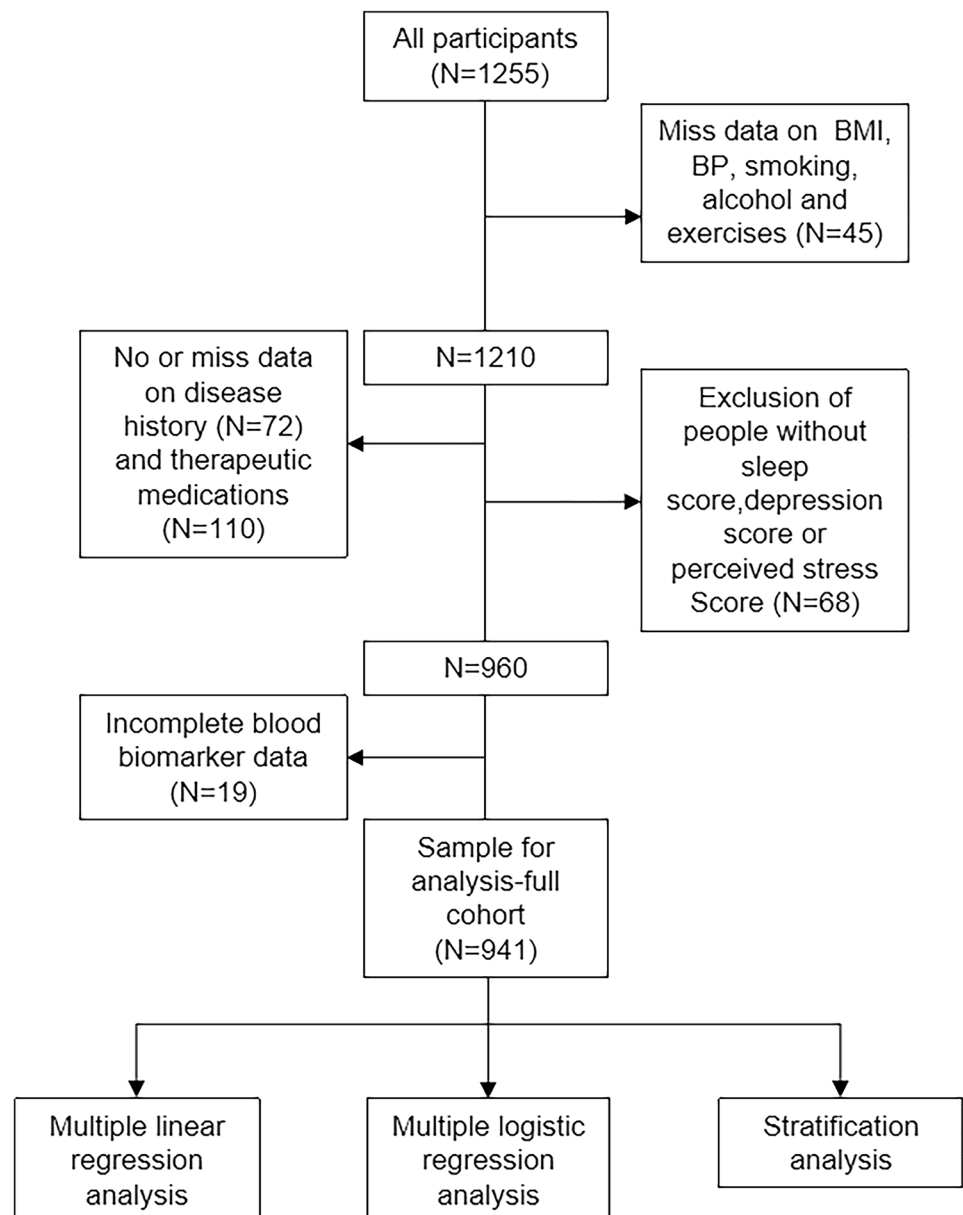 All participants
(N=1255)
Miss data on BMI,
BP, smoking,
alcohol and
exercises (N=45)
N=1210
No or miss data
on disease
history (N=72)
and therapeutic
medications
(N=110)
Exclusion of
people without
sleep
score,depression
score or
perceived stress
Score (N=68)
N=960
Incomplete blood
biomarker data
(N=19)
Sample for
analysis-full
cohort
(N=941)
Multiple linear
regression
analysis
Multiple logistic
regression
analysis
Stratification
analysis